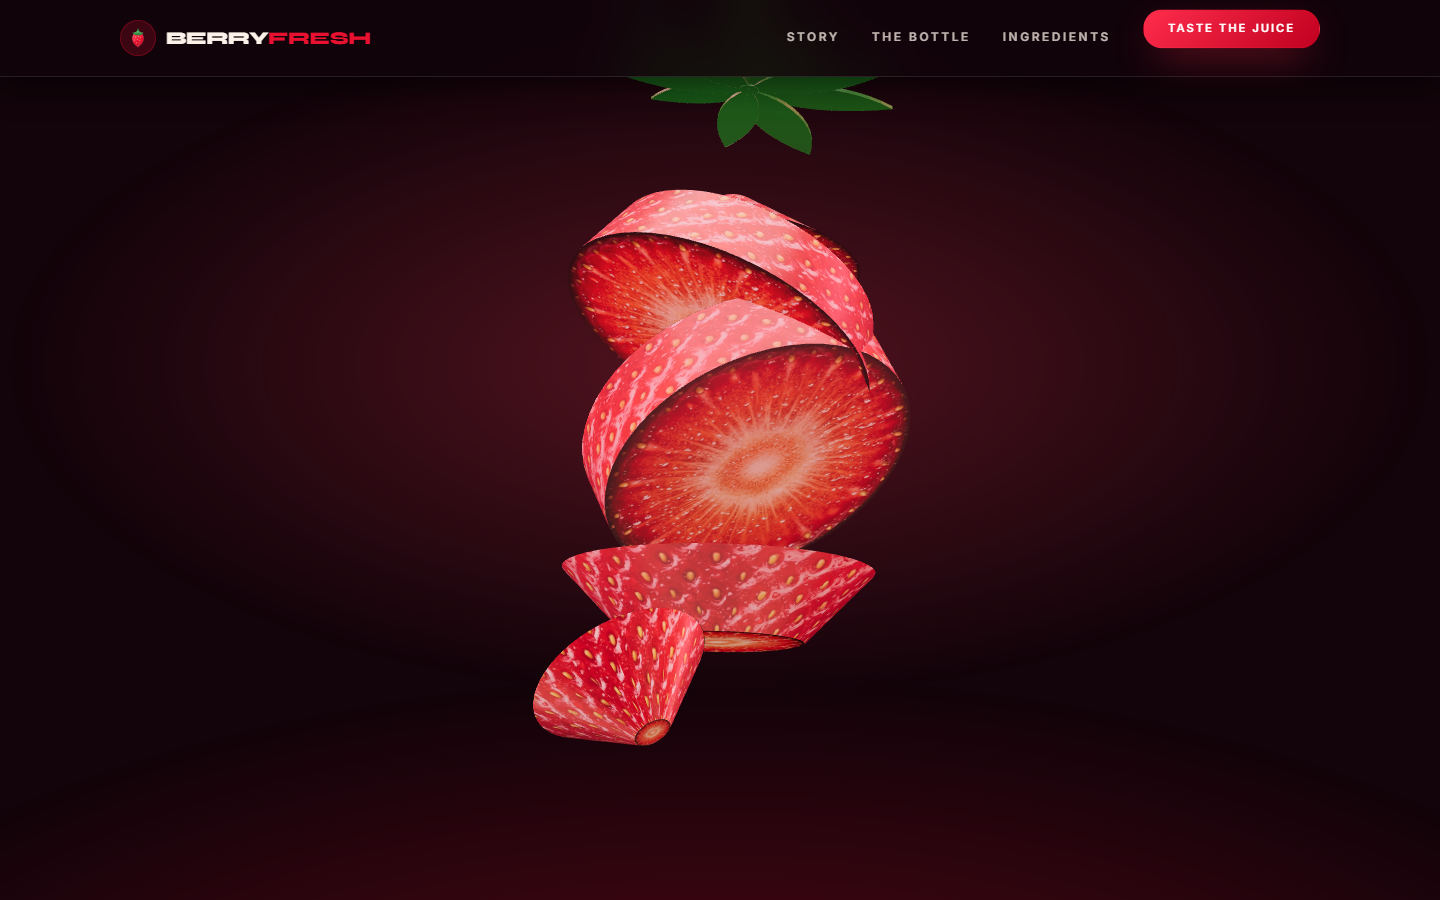 BERRYFRESH
STORY
THE BOTTLE
INGREDIENTS
TASTE THE JUICE